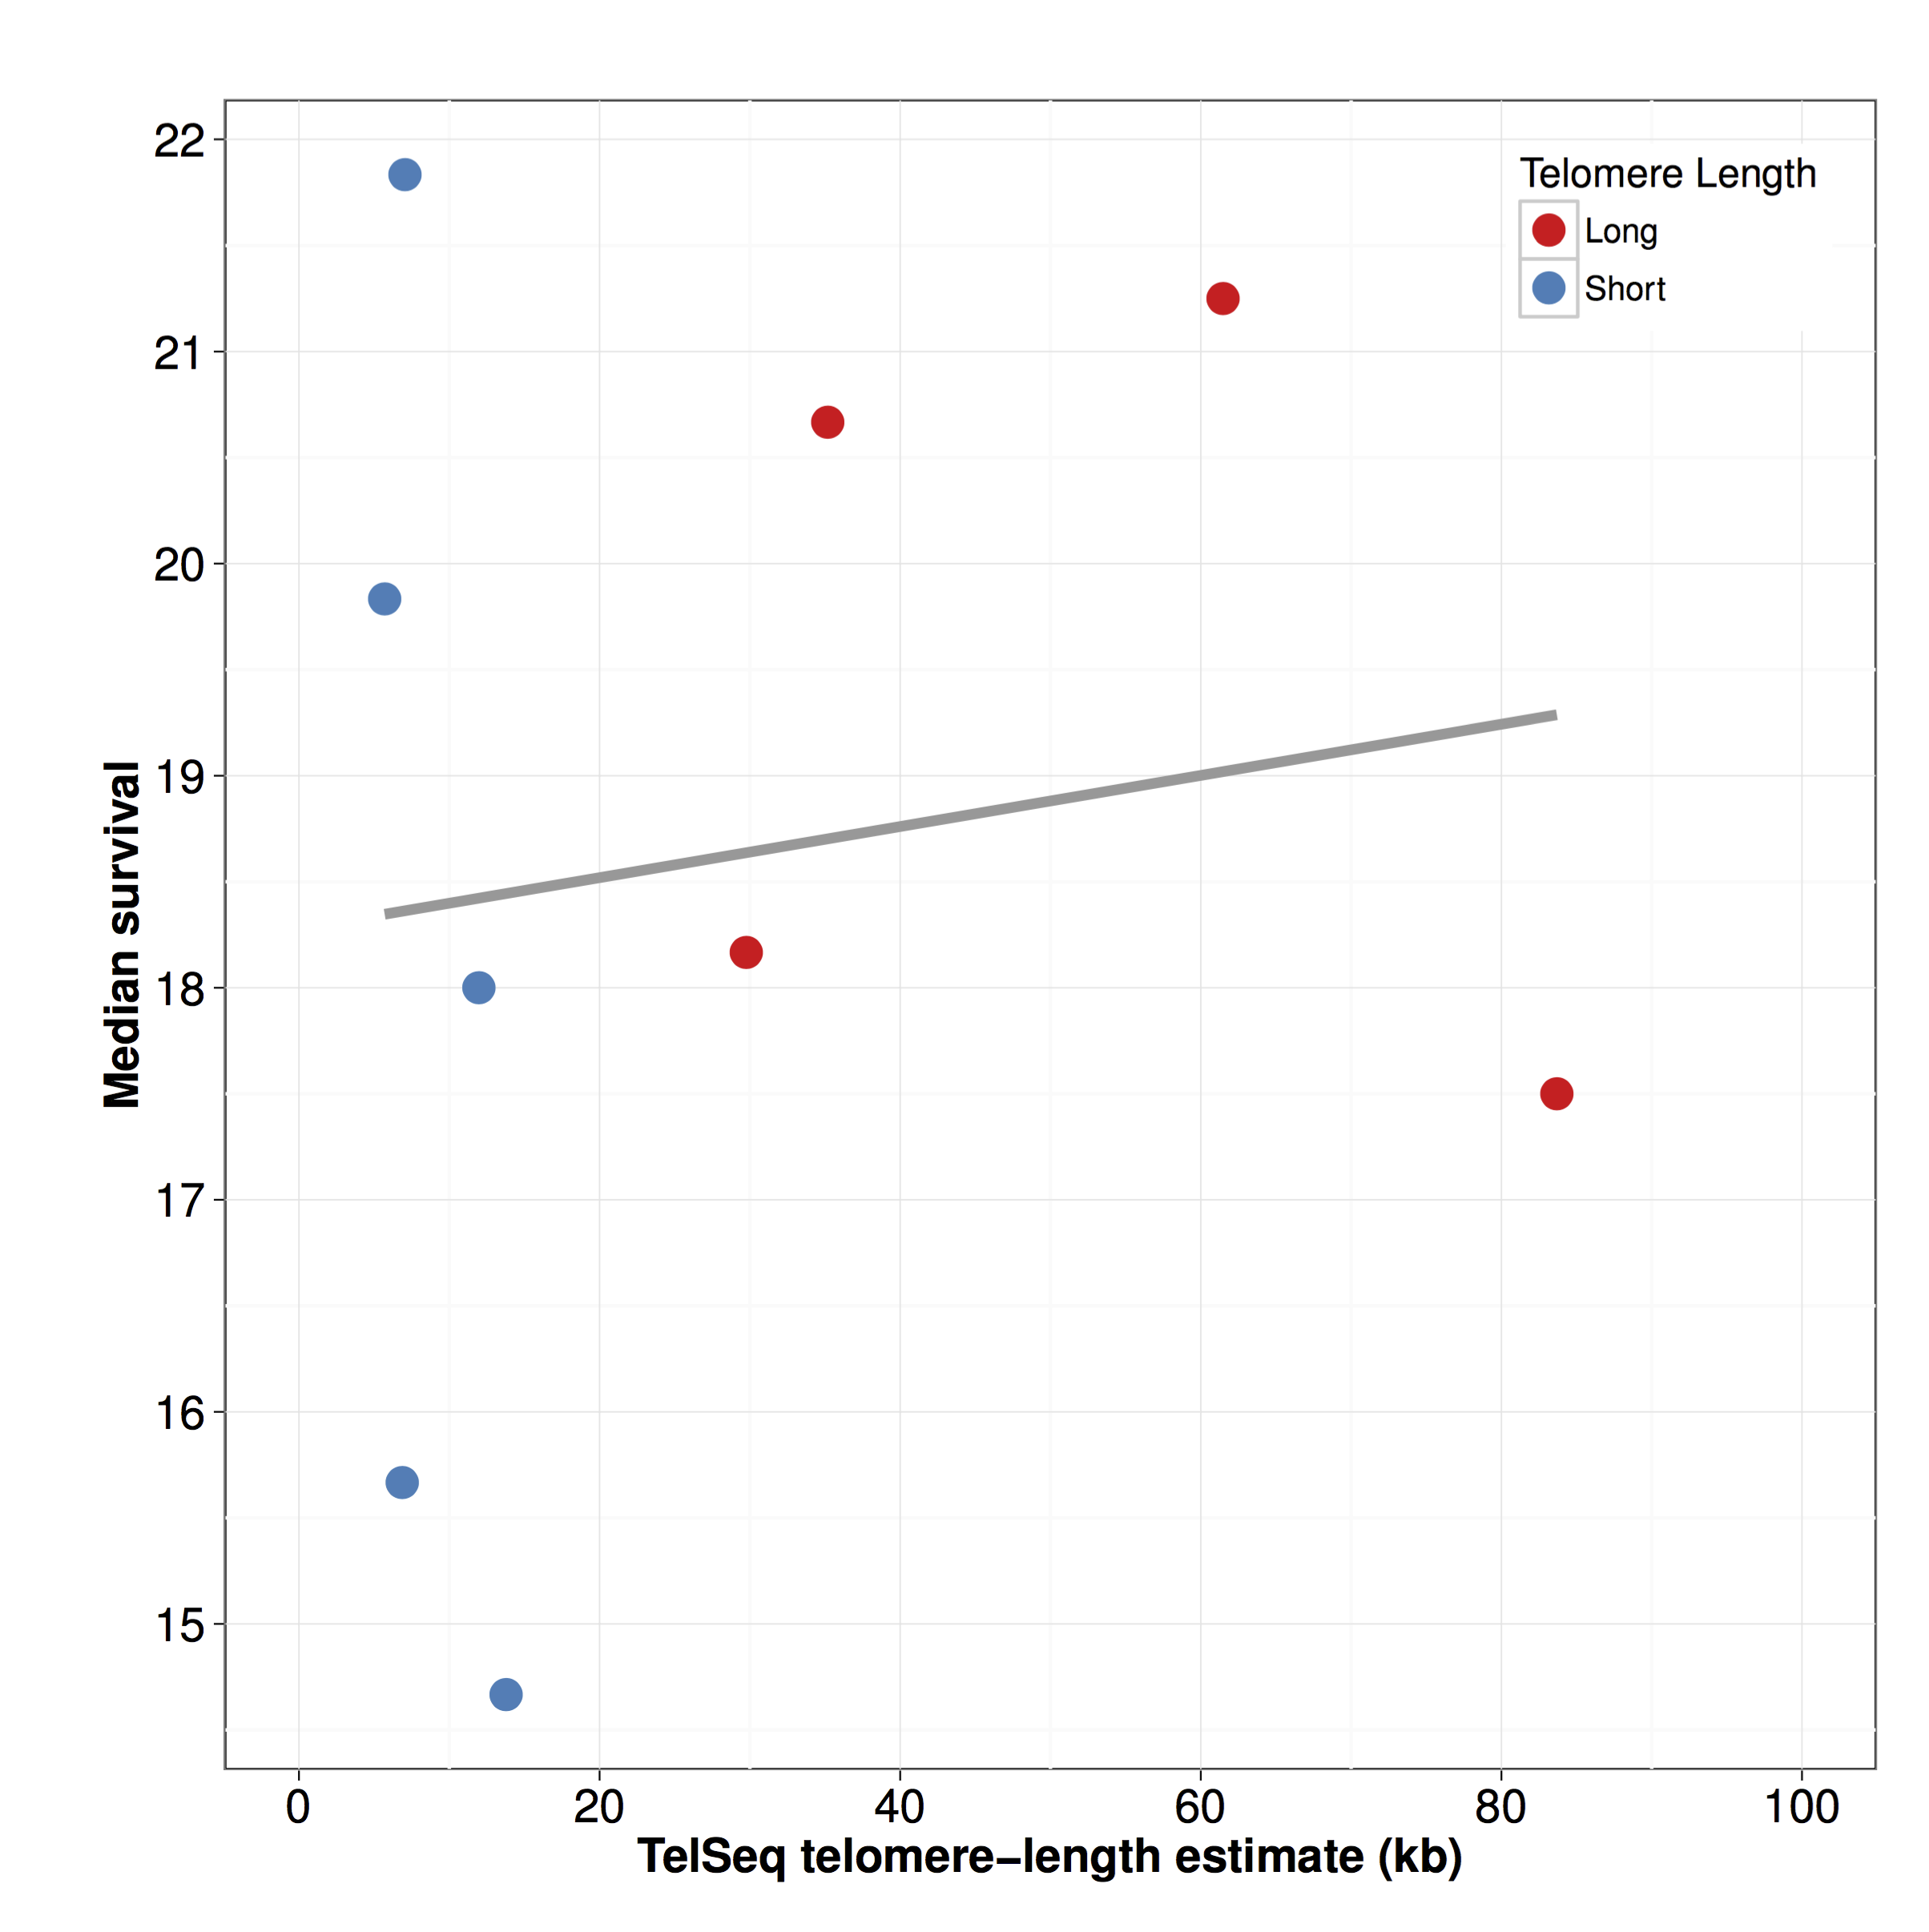 22
21
20
19
18
17
16
15
Median survival
Telomere Length
Long
Short
0 20 40 60 80 100
TelSeq telomere−length estimate (kb)